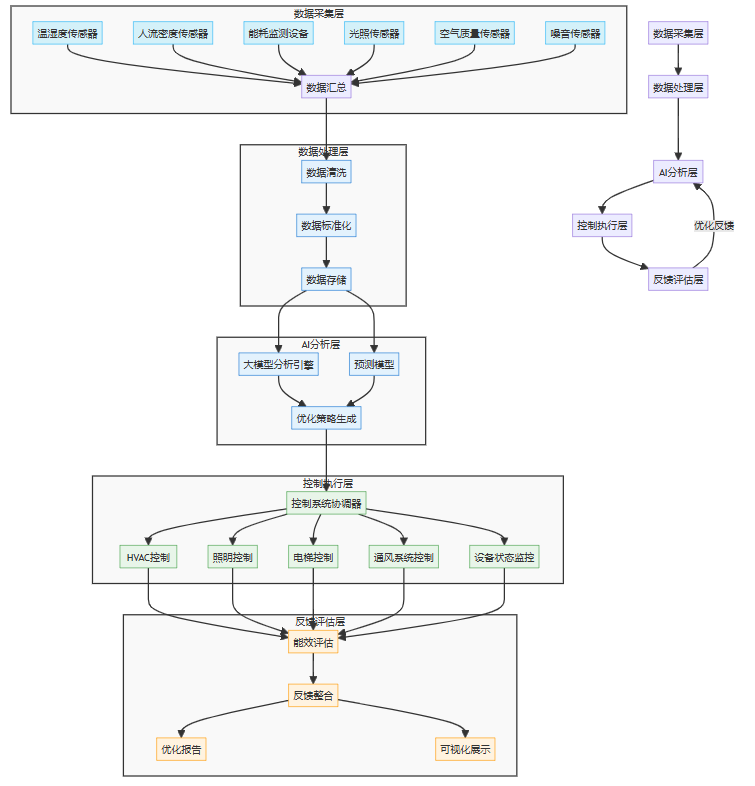 数据采集层
温湿度传感器
人流密度传感器
能耗监测设备
光照传感器
空气质量传感器
噪音传感器
数据汇总
数据处理层
数据清洗
数据标准化
数据存储
AI分析层
大模型分析引擎
预测模型
优化策略生成
控制执行层
控制系统协调器
HVAC控制
照明控制
电梯控制
通风系统控制
设备状态监控
反馈评估层
能效评估
反馈整合
优化报告
可视化展示
数据采集层
数据处理层
AI分析层
控制执行层
优化反馈
反馈评估层